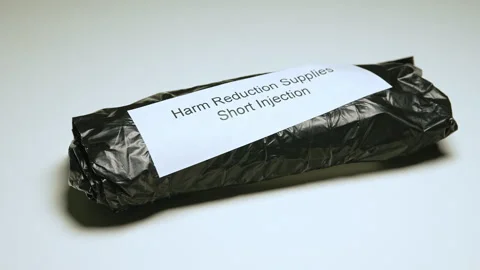 Harm Reduction Supplies
Short Injection